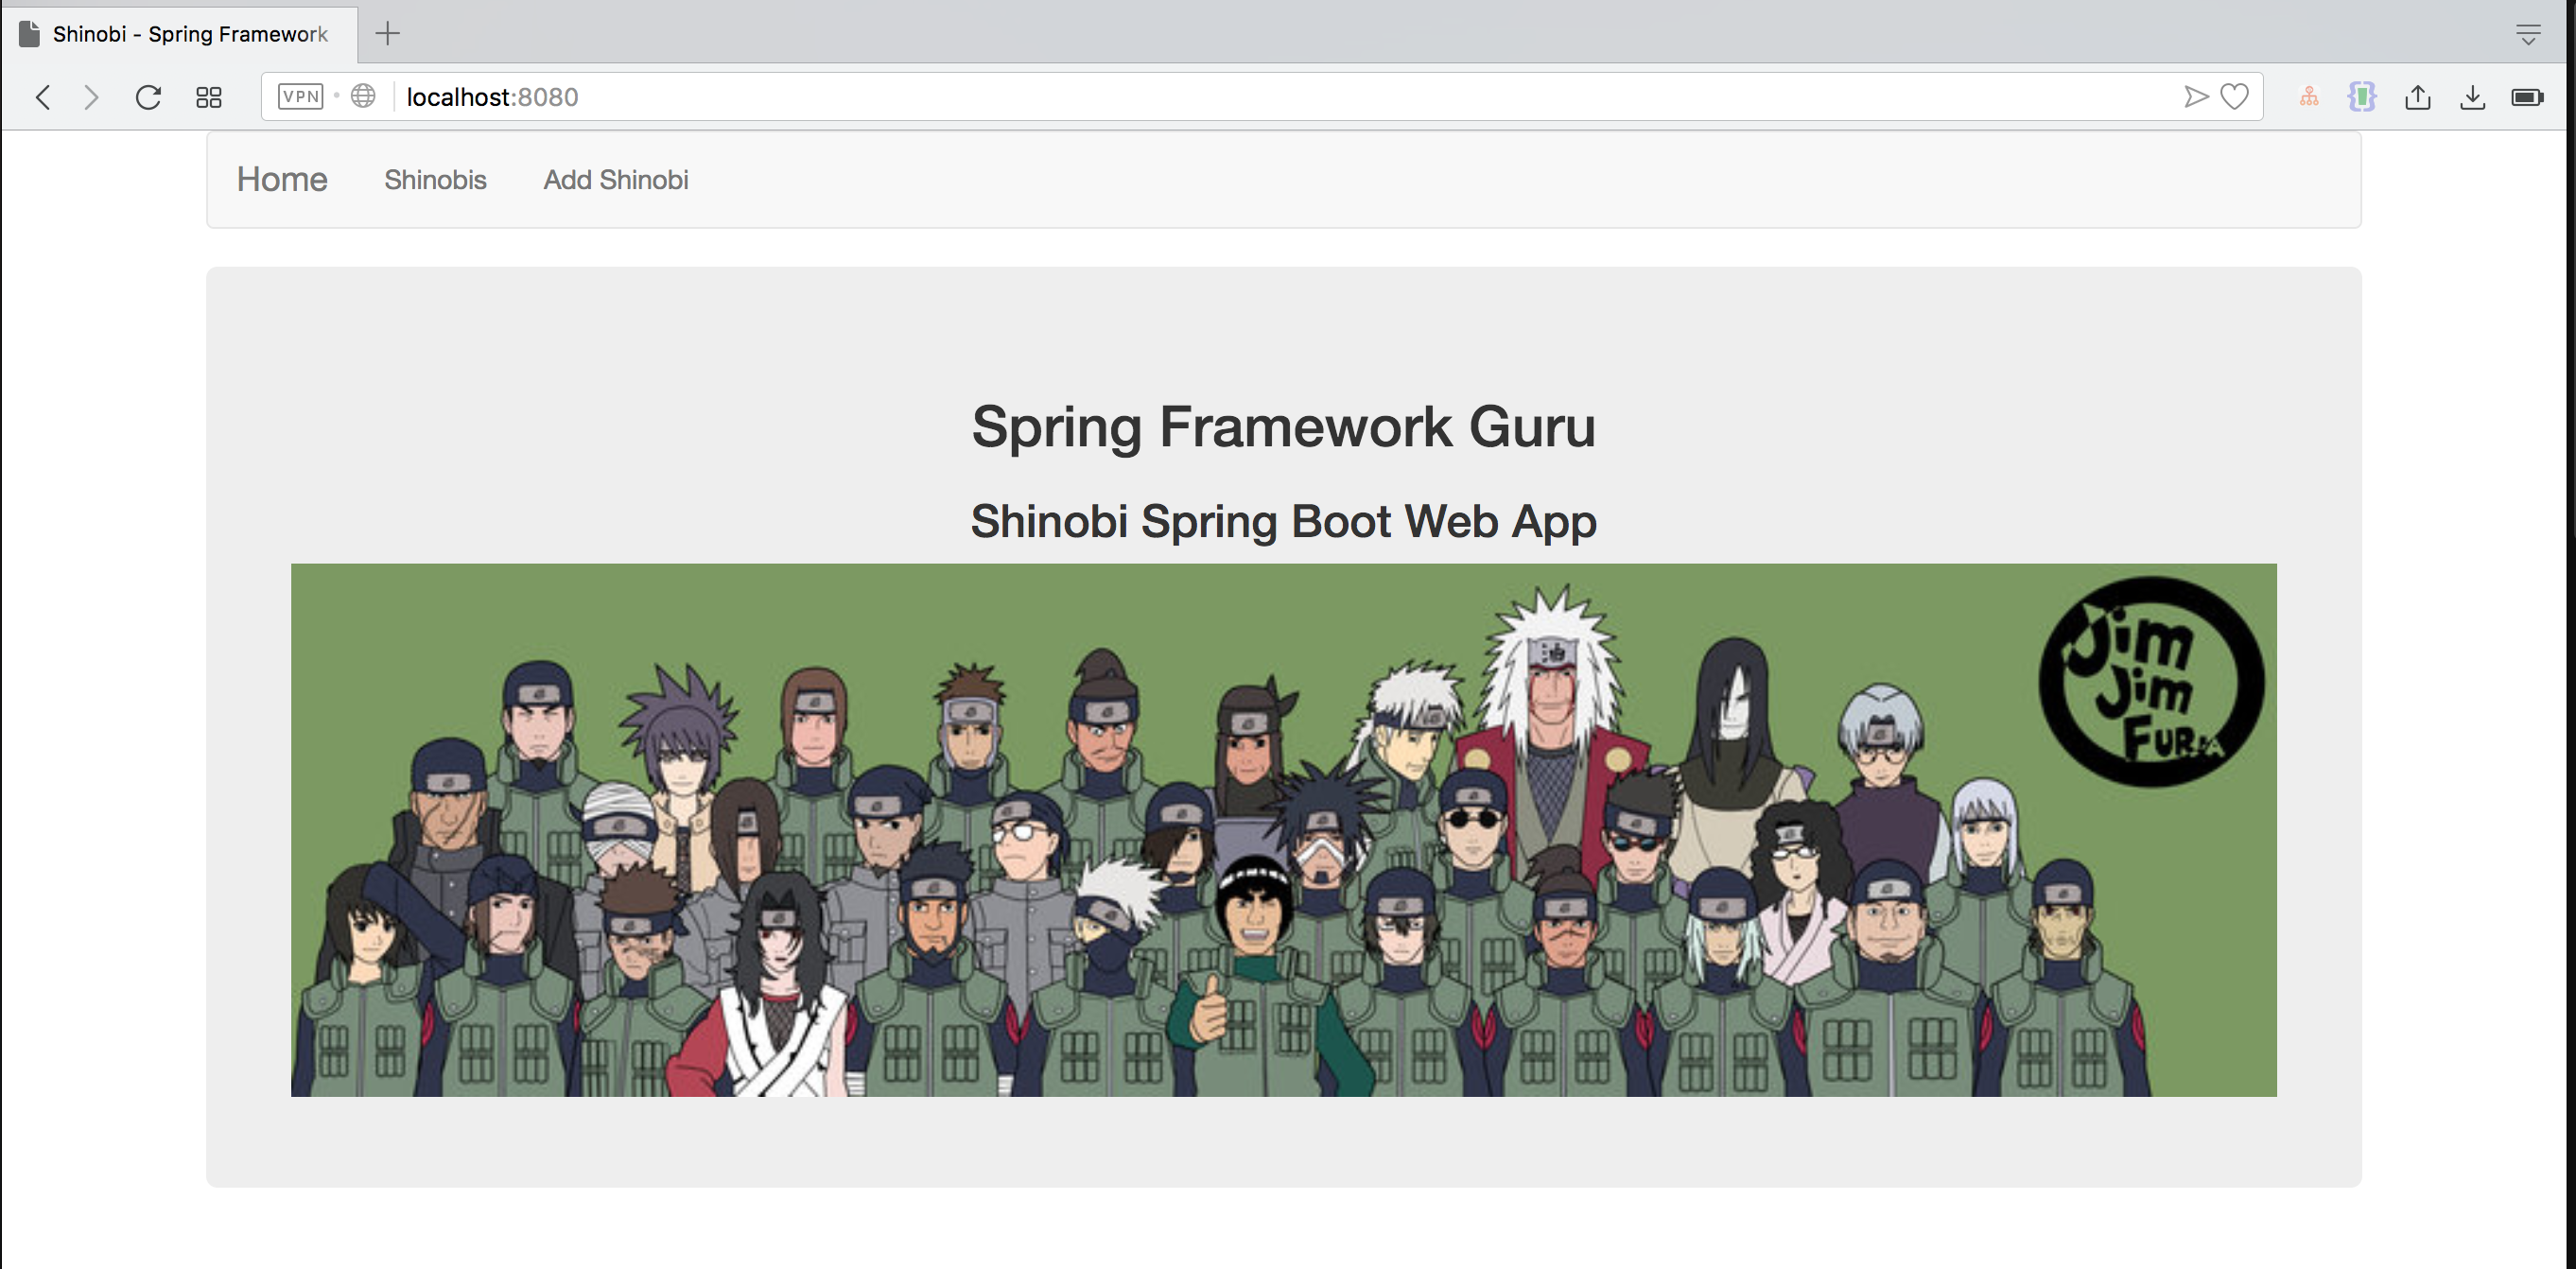 Shinobi - Spring Framework
VPN
localhost:8080
Home Shinobis Add Shinobi
Spring Framework Guru
Shinobi Spring Boot Web App
油
Jim
Jim